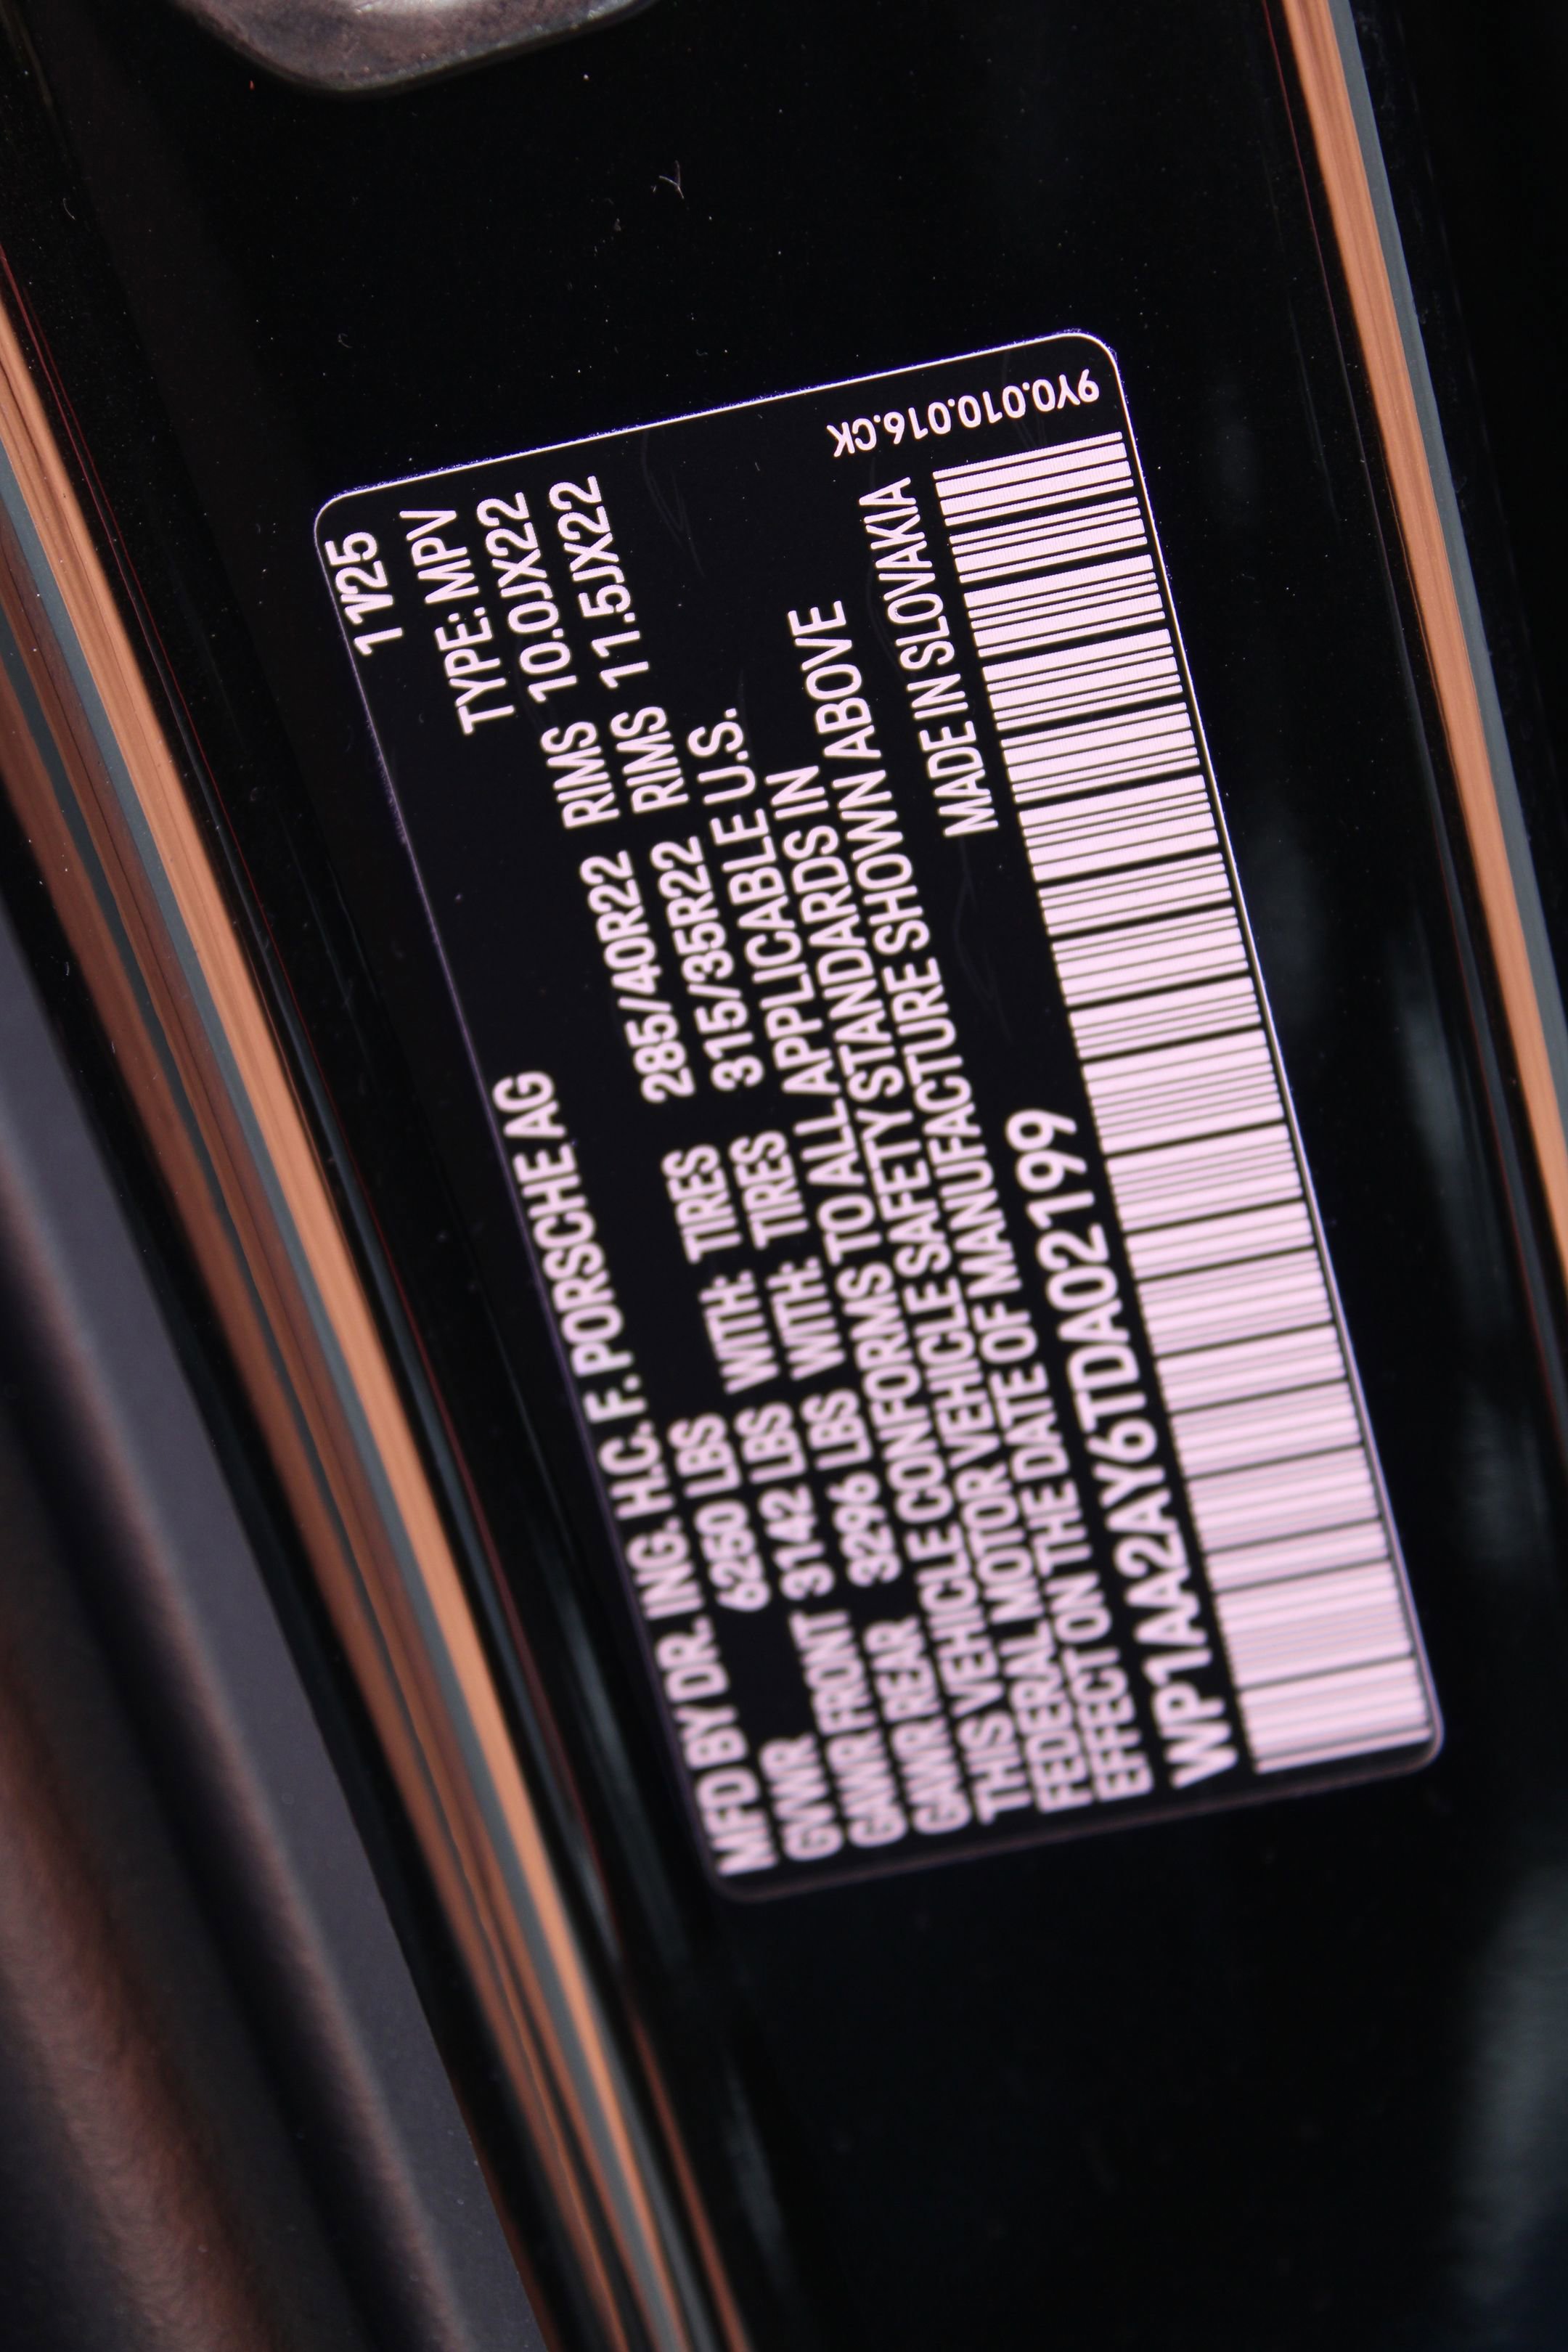 11/25
MFD BY DR. ING. H.C. F. PORSCHE AG TYPE: MPV
GVWR 6250 LBS
GAWR FRONT 3142 LBS WITH: TIRES 285/40R22 RIMS 10.0JX22
GAWR REAR 3296 LBS WITH: TIRES 315/35R22 RIMS 11.5JX22
THIS VEHICLE CONFORMS TO ALL APPLICABLE U.S.
FEDERAL MOTOR VEHICLE SAFETY STANDARDS IN
EFFECT ON THE DATE OF MANUFACTURE SHOWN ABOVE
WP1AA2AY6TDA02199 MADE IN SLOVAKIA
9Y0.010.016.CK